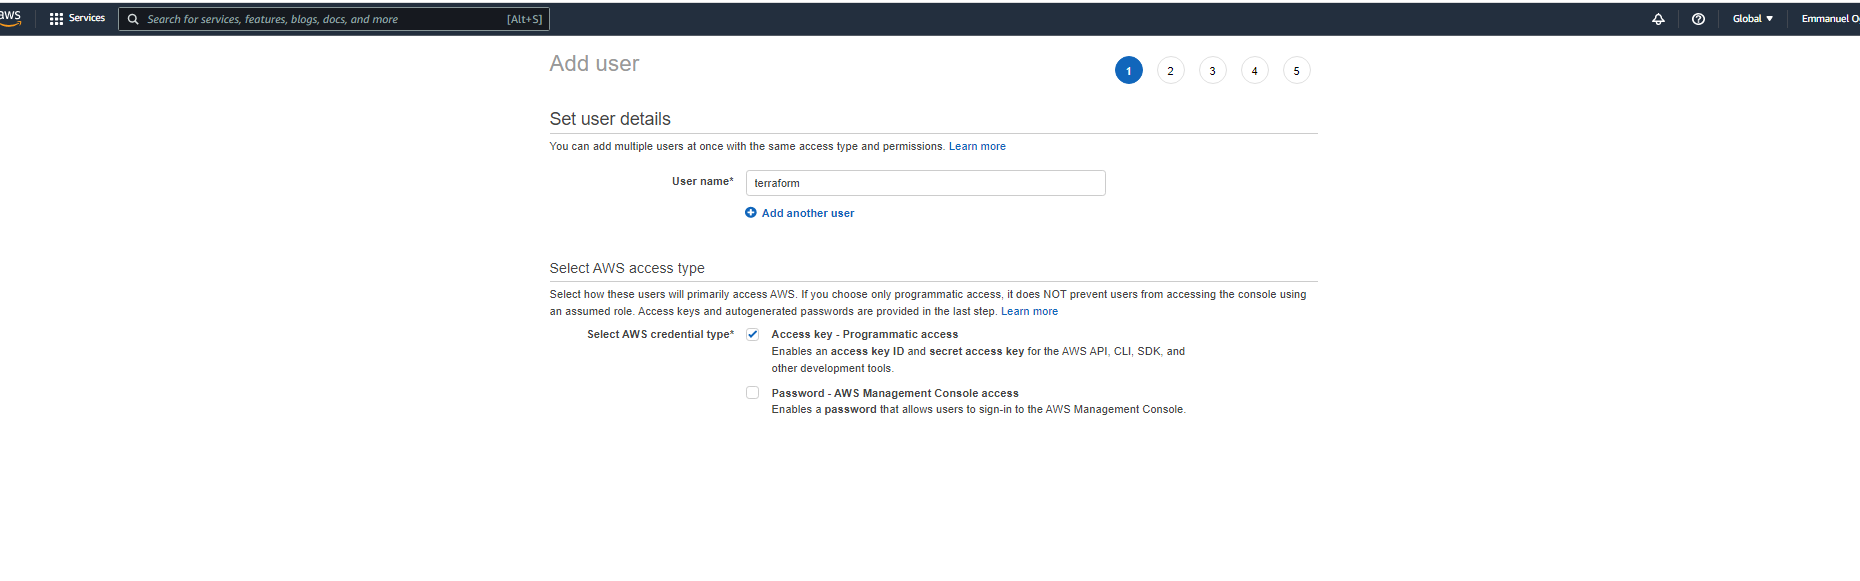 aws Services Search for services, features, blogs, docs, and more [Alt+S] Global Emmanuel O
Add user 1 2 3 4 5
Set user details
You can add multiple users at once with the same access type and permissions. Learn more
User name* terraform
Add another user
Select AWS access type
Select how these users will primarily access AWS. If you choose only programmatic access, it does NOT prevent users from accessing the console using
an assumed role. Access keys and autogenerated passwords are provided in the last step. Learn more
Select AWS credential type* Access key - Programmatic access
Enables an access key ID and secret access key for the AWS API, CLI, SDK, and
other development tools.
Password - AWS Management Console access
Enables a password that allows users to sign-in to the AWS Management Console.